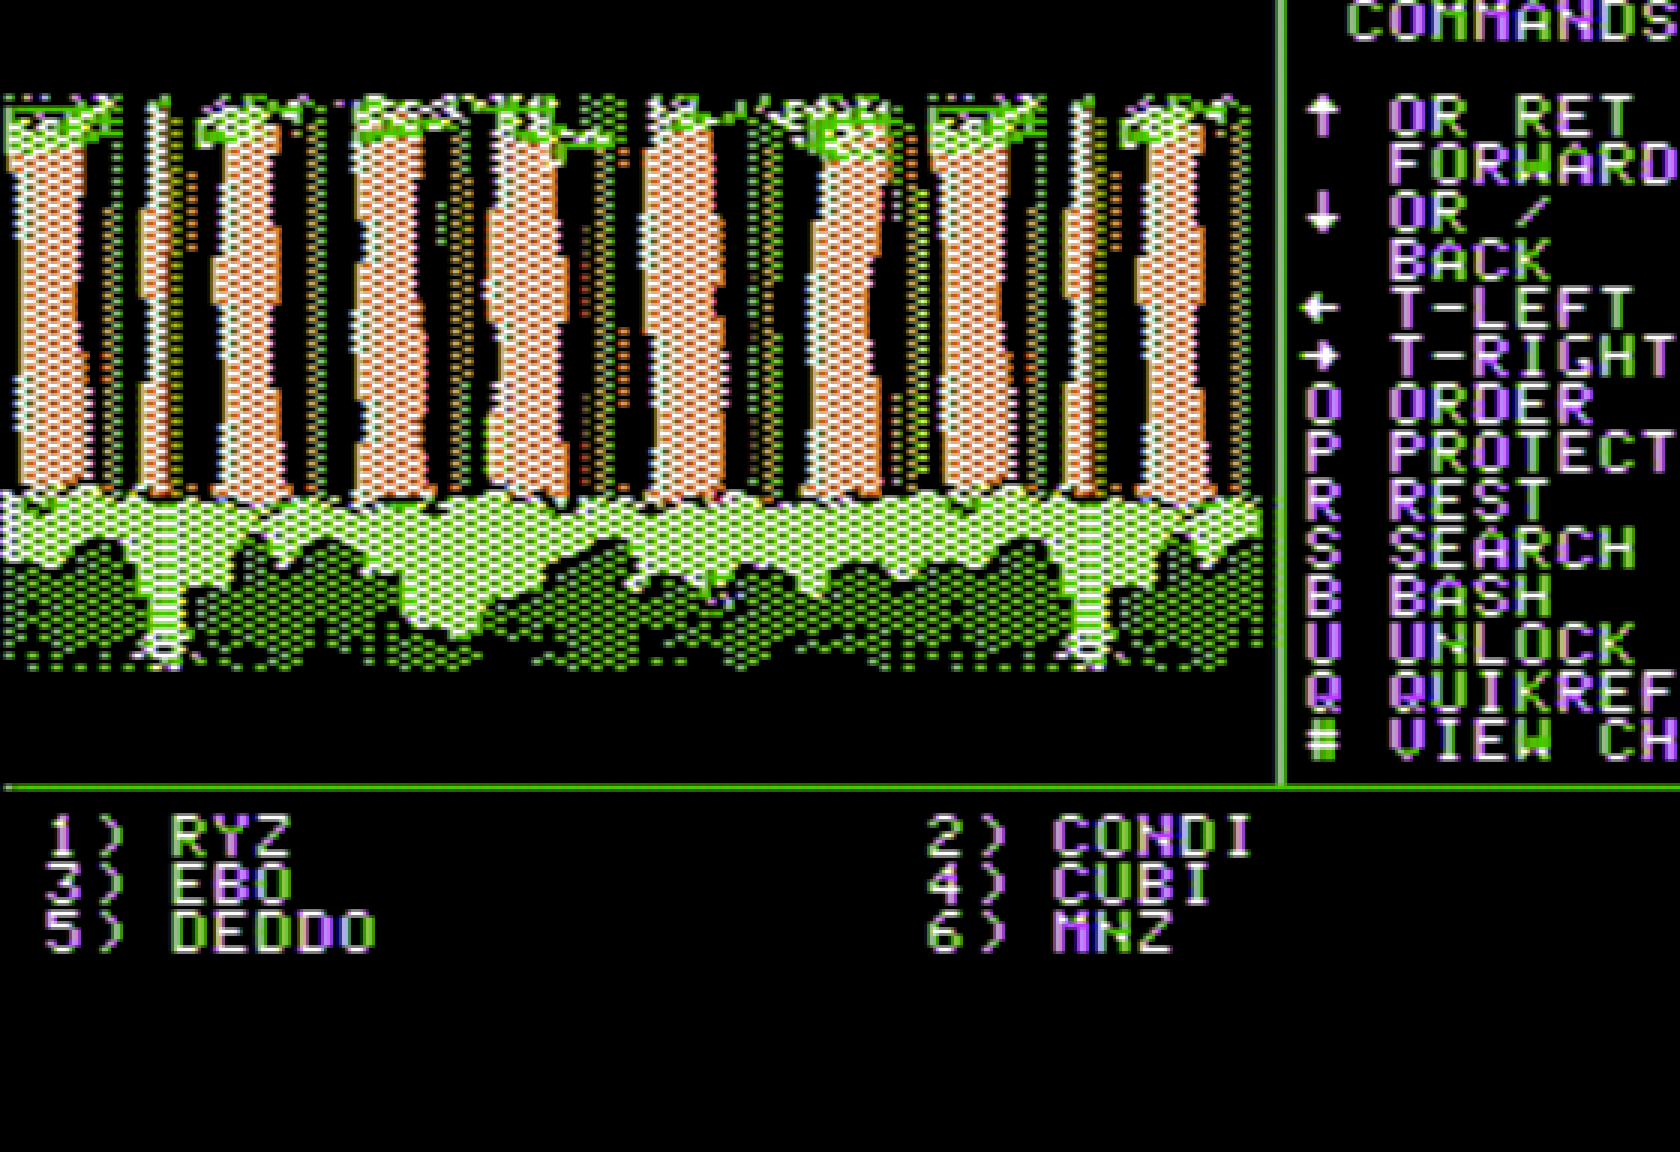 COMMANDS
↑ OR RET
FORWARD
↓ OR /
BACK
← T-LEFT
→ T-RIGHT
O ORDER
P PROTECT
R REST
S SEARCH
B BASH
U UNLOCK
Q QUIKREF
# VIEW CH
1) RYZ
2) CONDI
3) EBO
4) CUBI
5) DEDDO
6) MNZ